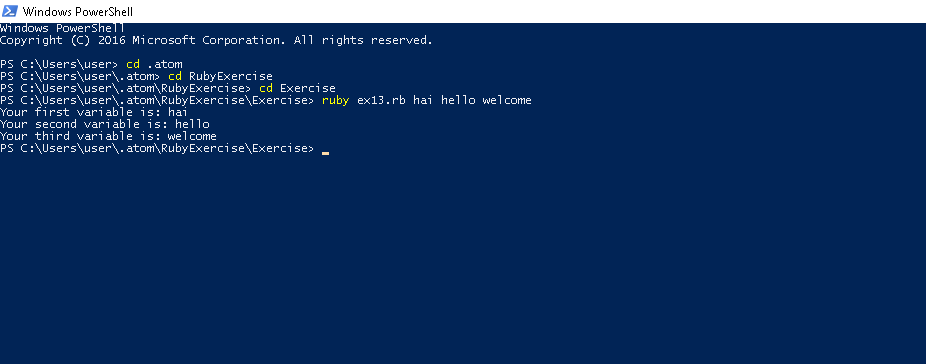 Windows PowerShell
Windows PowerShell
Copyright (C) 2016 Microsoft Corporation. All rights reserved.
PS C:\Users\user> cd .atom
PS C:\Users\user\.atom> cd RubyExercise
PS C:\Users\user\.atom\RubyExercise> cd Exercise
PS C:\Users\user\.atom\RubyExercise\Exercise> ruby ex13.rb hai hello welcome
Your first variable is: hai
Your second variable is: hello
Your third variable is: welcome
PS C:\Users\user\.atom\RubyExercise\Exercise>